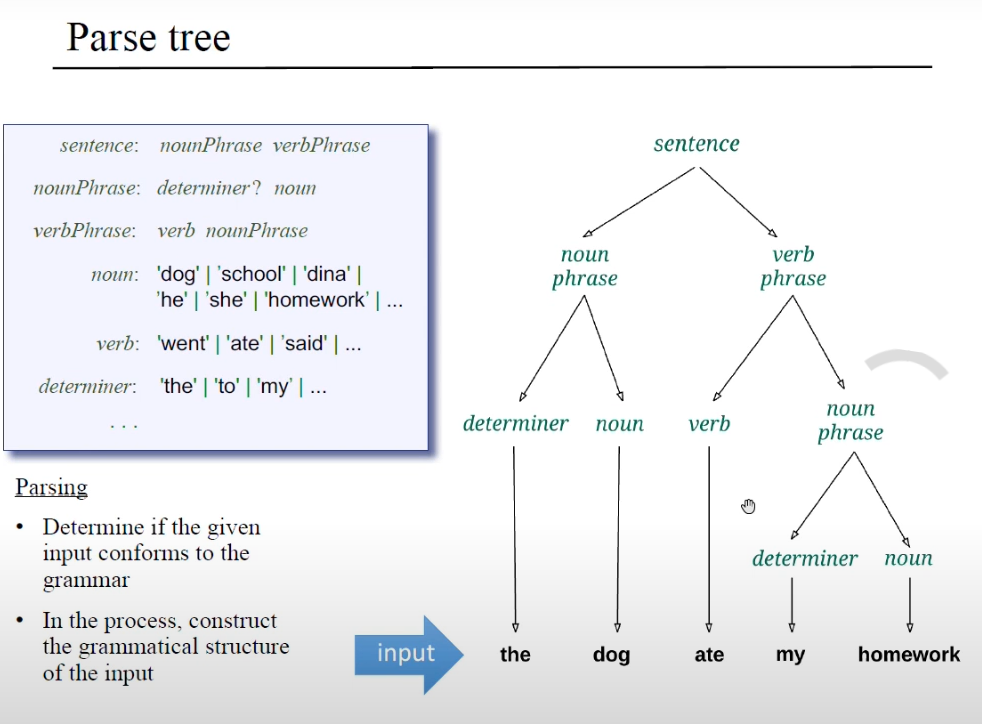 Parse tree
sentence: nounPhrase verbPhrase
nounPhrase: determiner? noun
verbPhrase: verb nounPhrase
noun: 'dog' | 'school' | 'dina' |
'he' | 'she' | 'homework' | ...
verb: 'went' | 'ate' | 'said' | ...
determiner: 'the' | 'to' | 'my' | ...
. . .
Parsing
• Determine if the given
input conforms to the
grammar
• In the process, construct
the grammatical structure
of the input
sentence
noun
phrase
verb
phrase
determiner
noun
verb
noun
phrase
determiner
noun
input
the
dog
ate
my
homework